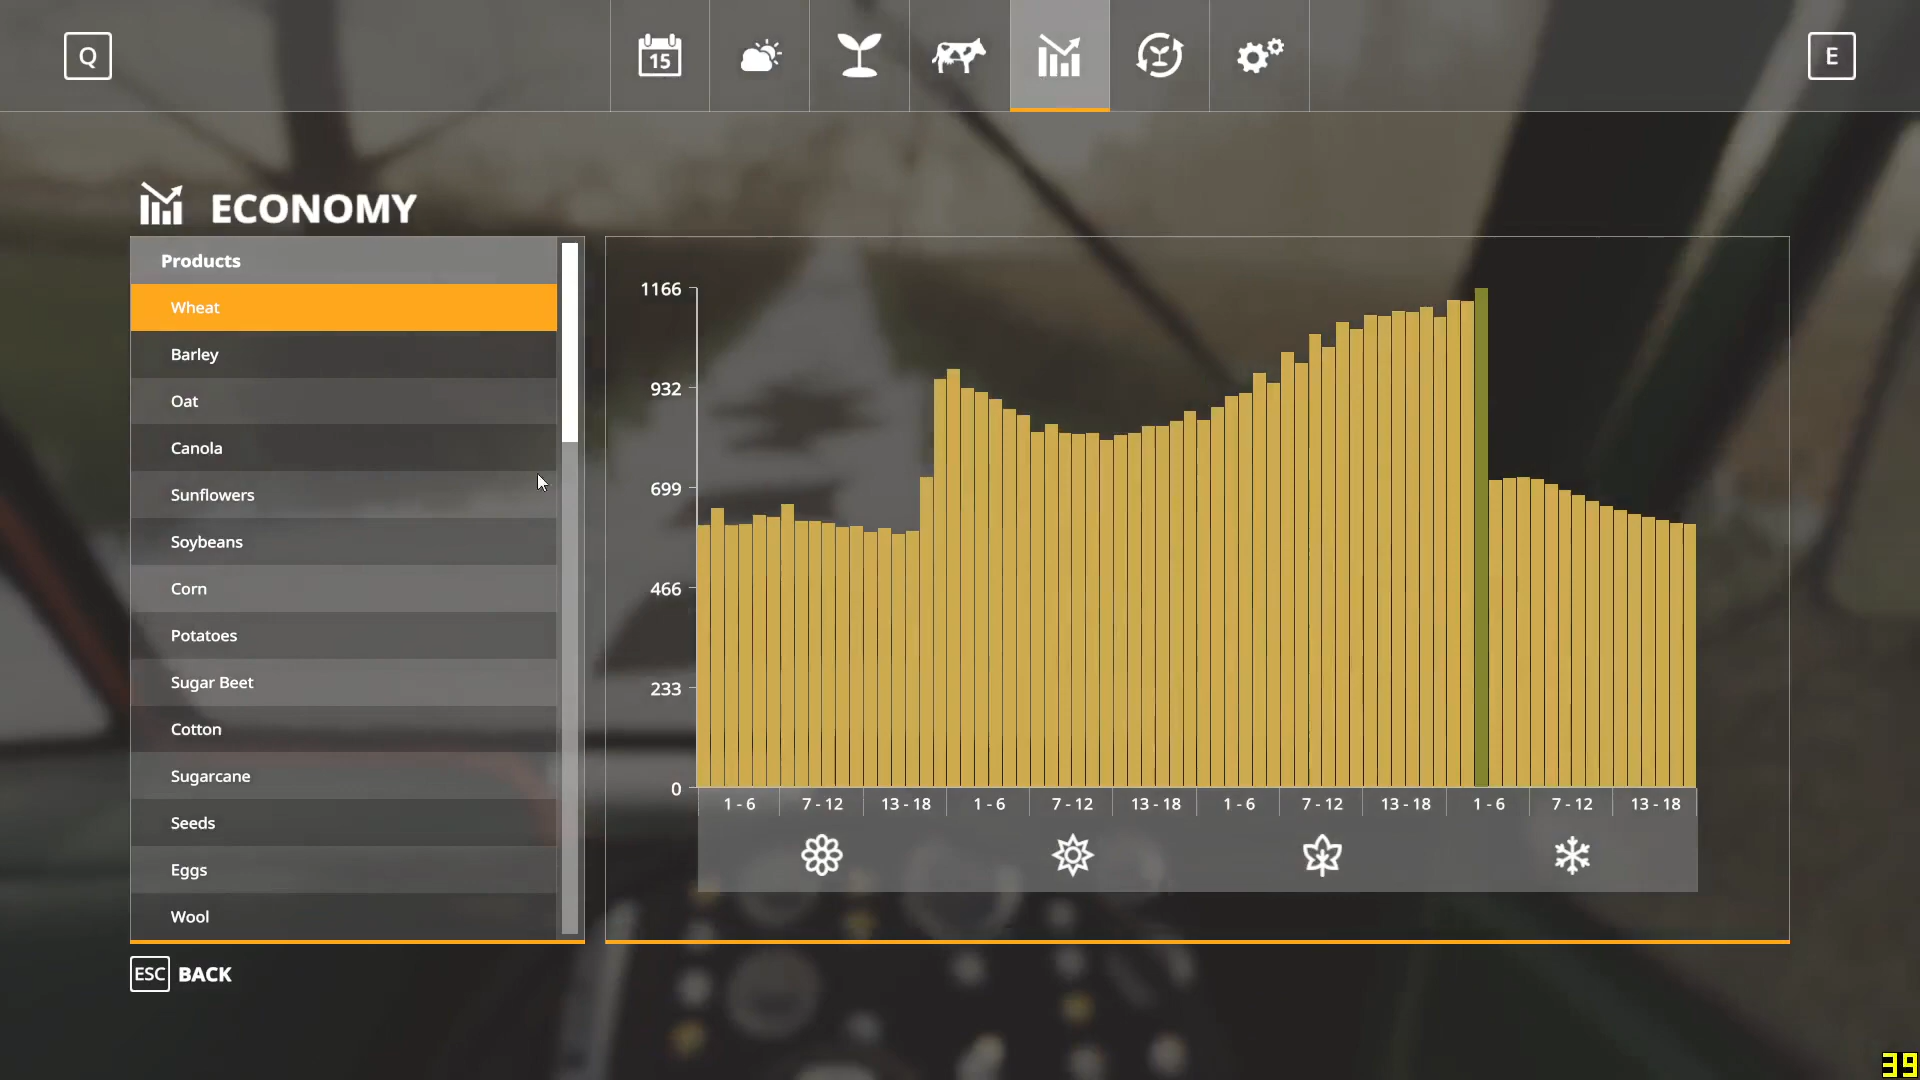 Q
15
E
ECONOMY
Products
Wheat
Barley
Oat
Canola
Sunflowers
Soybeans
Corn
Potatoes
Sugar Beet
Cotton
Sugarcane
Seeds
Eggs
Wool
1166
932
699
466
233
0
1 - 6 7 - 12 13 - 18 1 - 6 7 - 12 13 - 18 1 - 6 7 - 12 13 - 18 1 - 6 7 - 12 13 - 18
ESC BACK
39